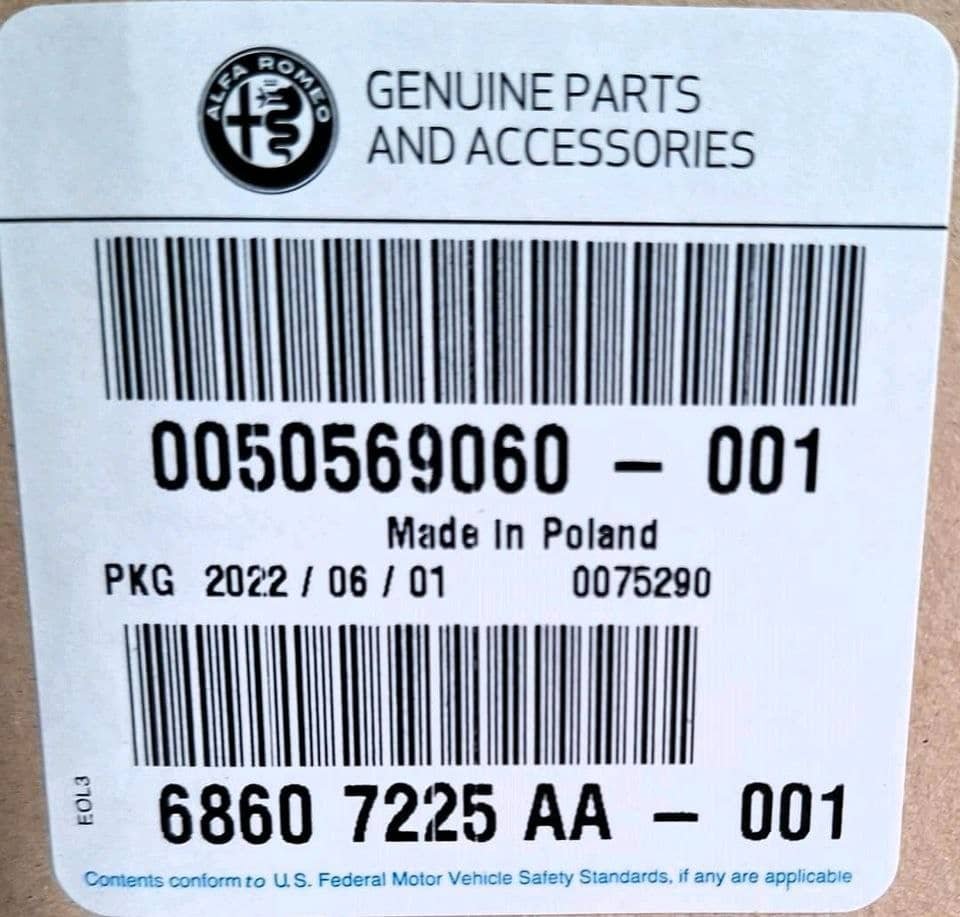 ALFA ROMEO
GENUINE PARTS
AND ACCESSORIES
0050569060 - 001
Made In Poland
PKG 2022 / 06 / 01 0075290
EOL3
6860 7225 AA - 001
Contents conform to U.S. Federal Motor Vehicle Safety Standards, if any are applicable